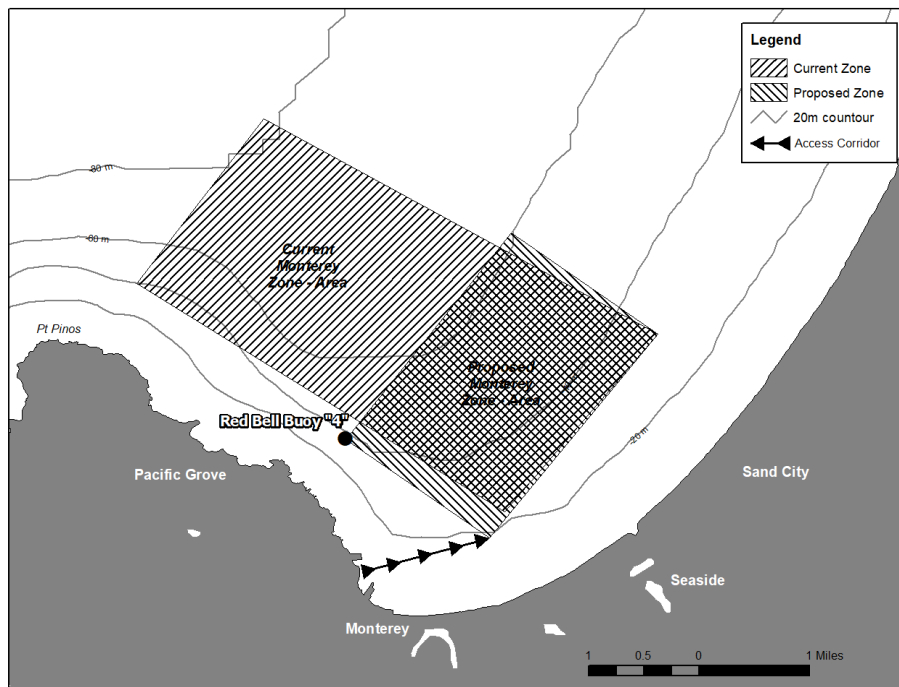 Legend
Current Zone
Proposed Zone
20m countour
Access Corridor
-80 m
-60 m
Current
Monterey
Zone - Area
Pt Pinos
Proposed
Monterey
Zone - Area
Red Bell Buoy "4"
-20 m
Pacific Grove
Sand City
Seaside
Monterey
1 0.5 0 1 Miles